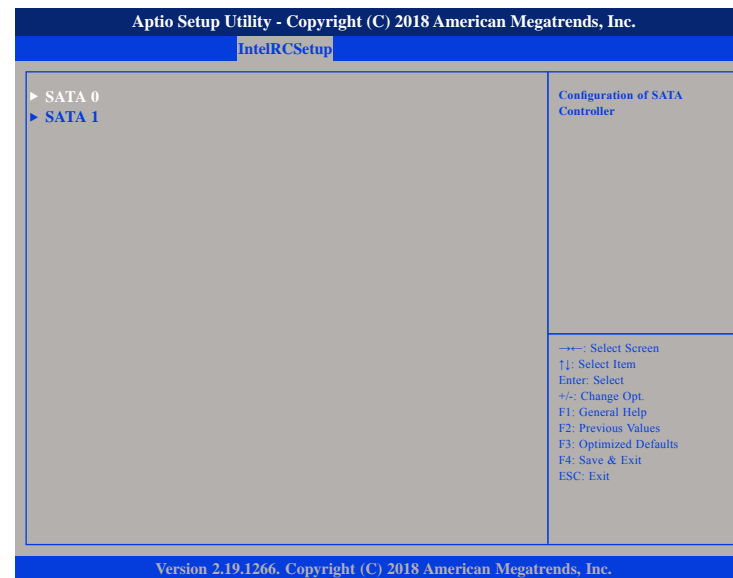 Aptio Setup Utility - Copyright (C) 2018 American Megatrends, Inc.
IntelRCSetup
► SATA 0
► SATA 1
Configuration of SATA
Controller
→←: Select Screen
↑↓: Select Item
Enter: Select
+/-: Change Opt.
F1: General Help
F2: Previous Values
F3: Optimized Defaults
F4: Save & Exit
ESC: Exit
Version 2.19.1266. Copyright (C) 2018 American Megatrends, Inc.